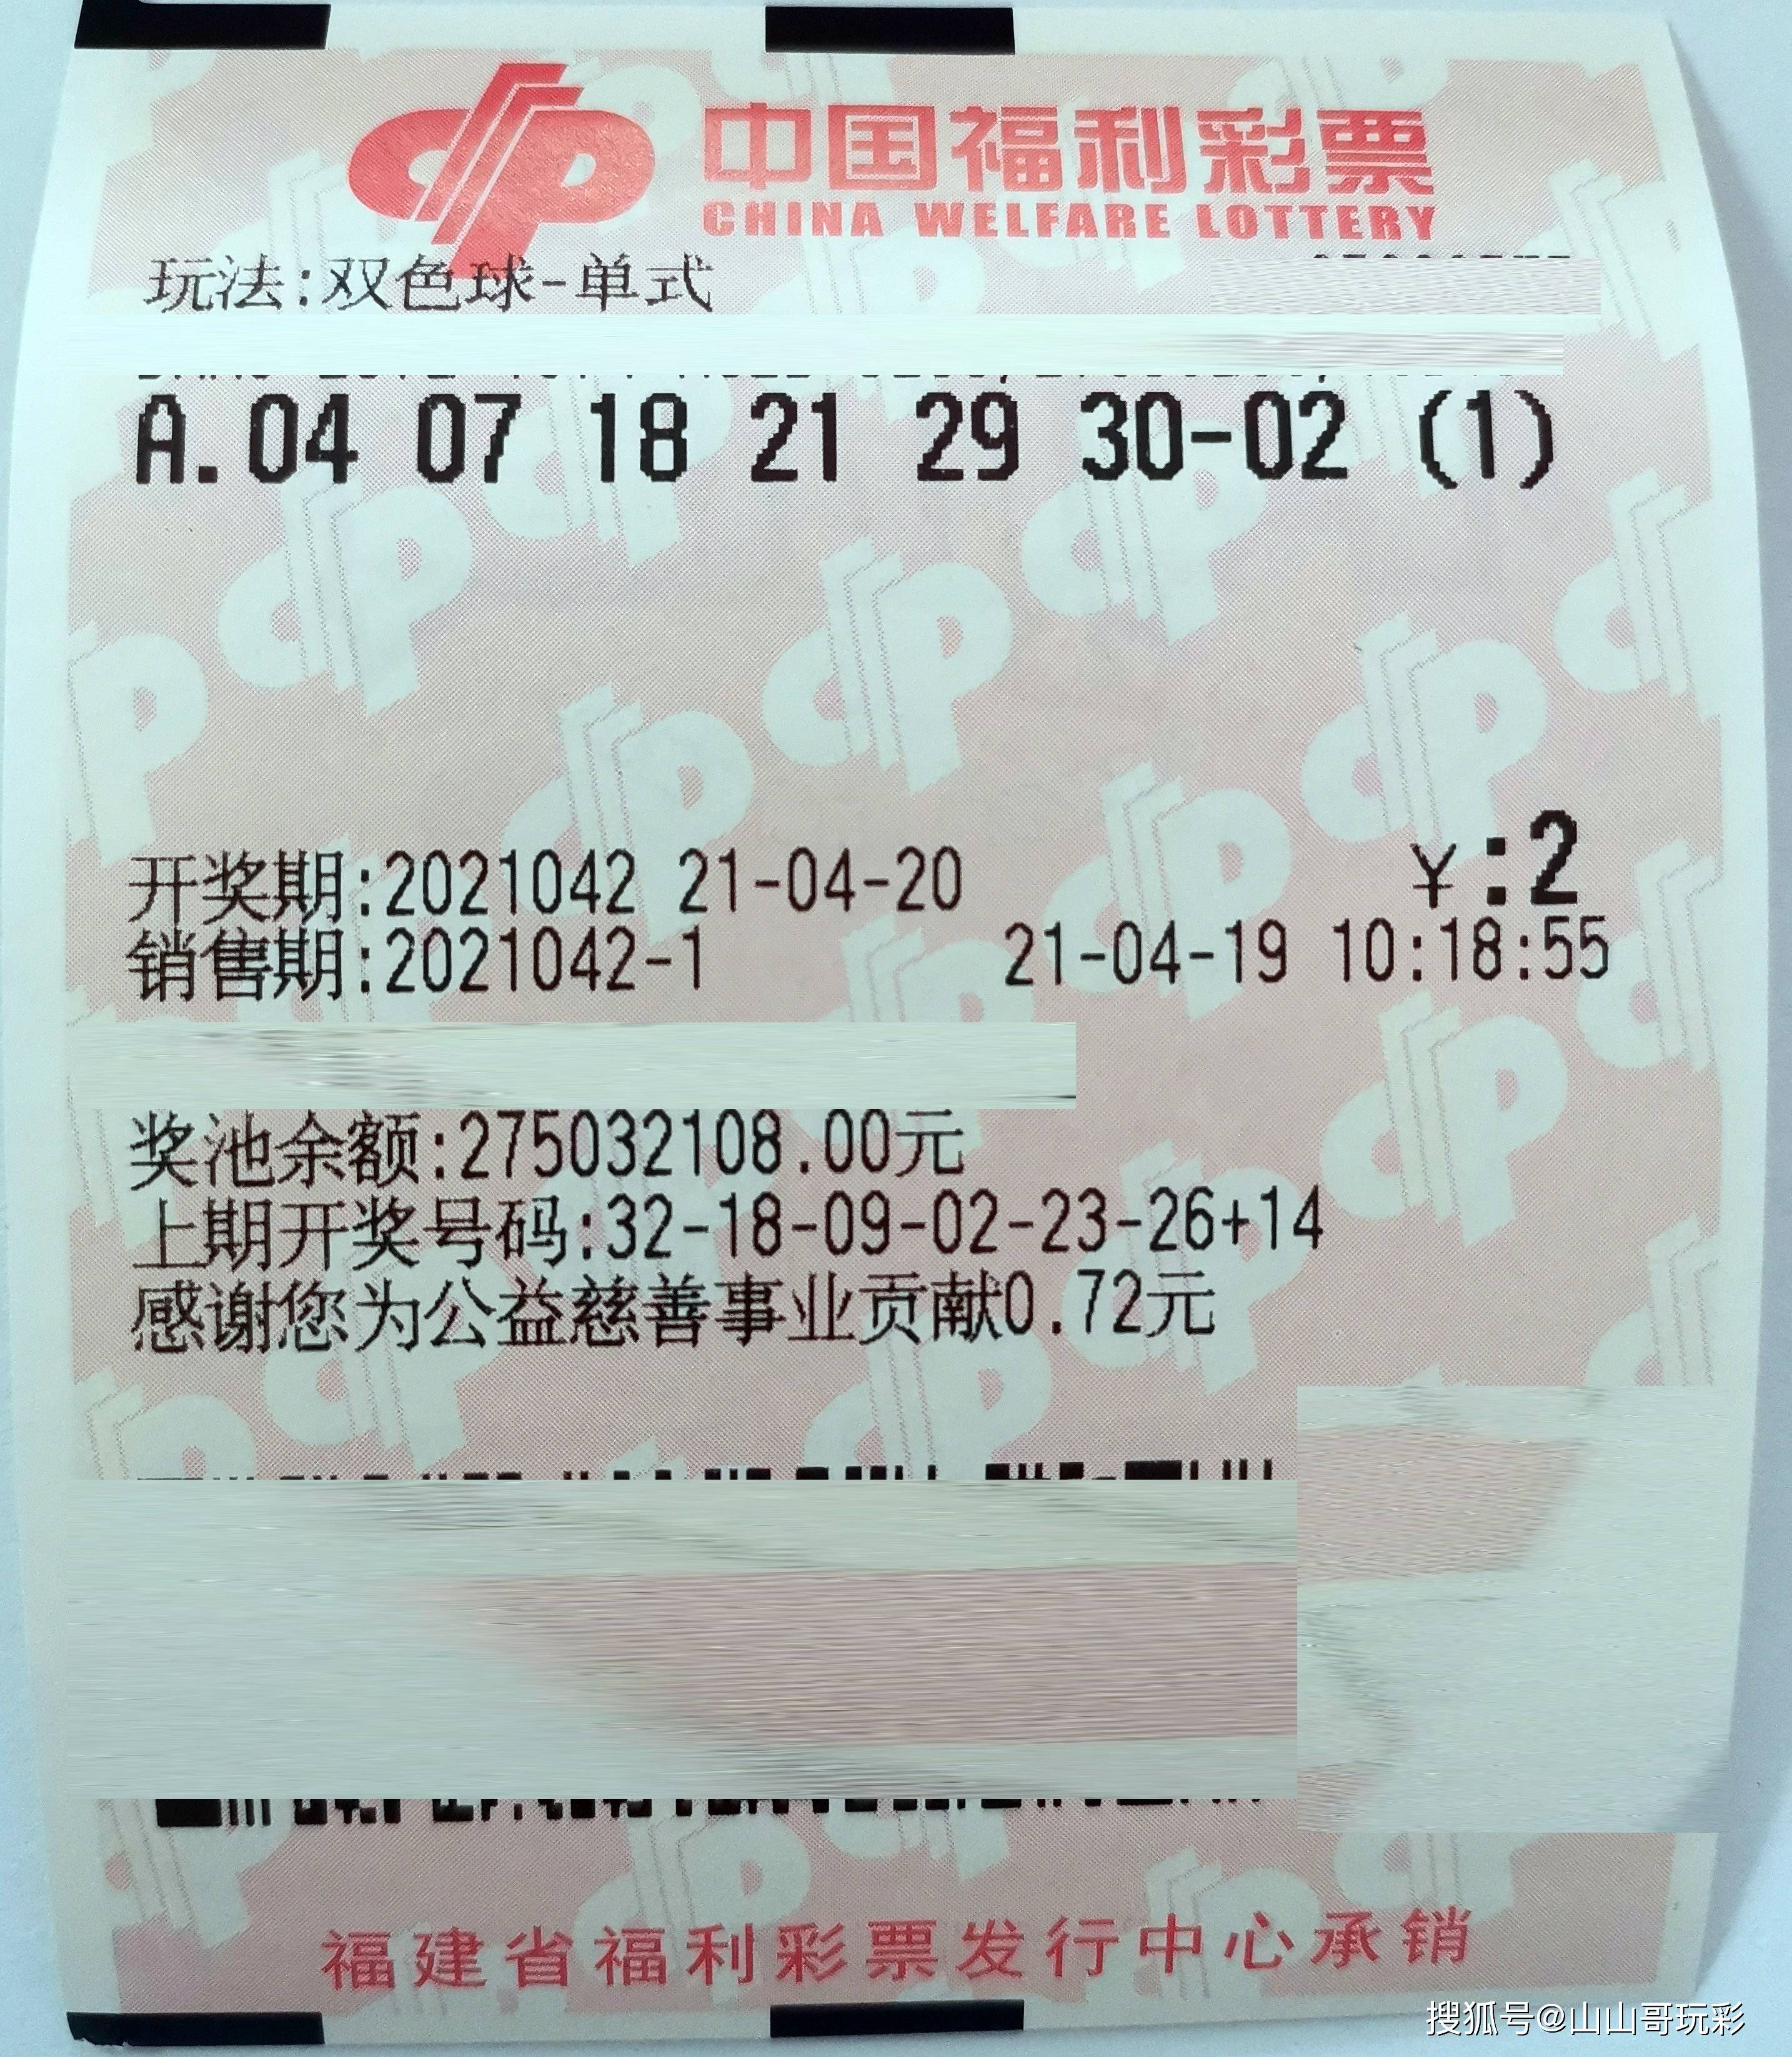 中国福利彩票
CHINA WELFARE LOTTERY
玩法:双色球-单式
A.04 07 18 21 29 30-02 (1)
¥:2
开奖期:2021042 21-04-20
销售期:2021042-1 21-04-19 10:18:55
奖池余额:275032108.00元
上期开奖号码:32-18-09-02-23-26+14
感谢您为公益慈善事业贡献0.72元
福建省福利彩票发行中心承销
搜狐号@山山哥玩彩